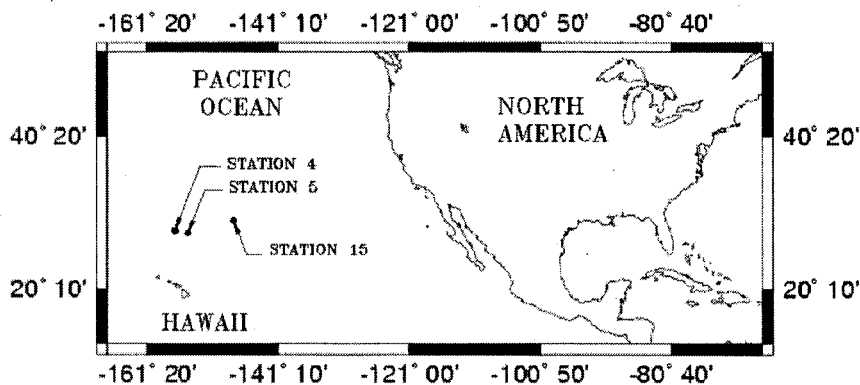 -161° 20' -141° 10' -121° 00' -100° 50' -80° 40'
PACIFIC
OCEAN
NORTH
AMERICA
40° 20' 40° 20'
STATION 4
STATION 5
STATION 15
20° 10' 20° 10'
HAWAII
-161° 20' -141° 10' -121° 00' -100° 50' -80° 40'